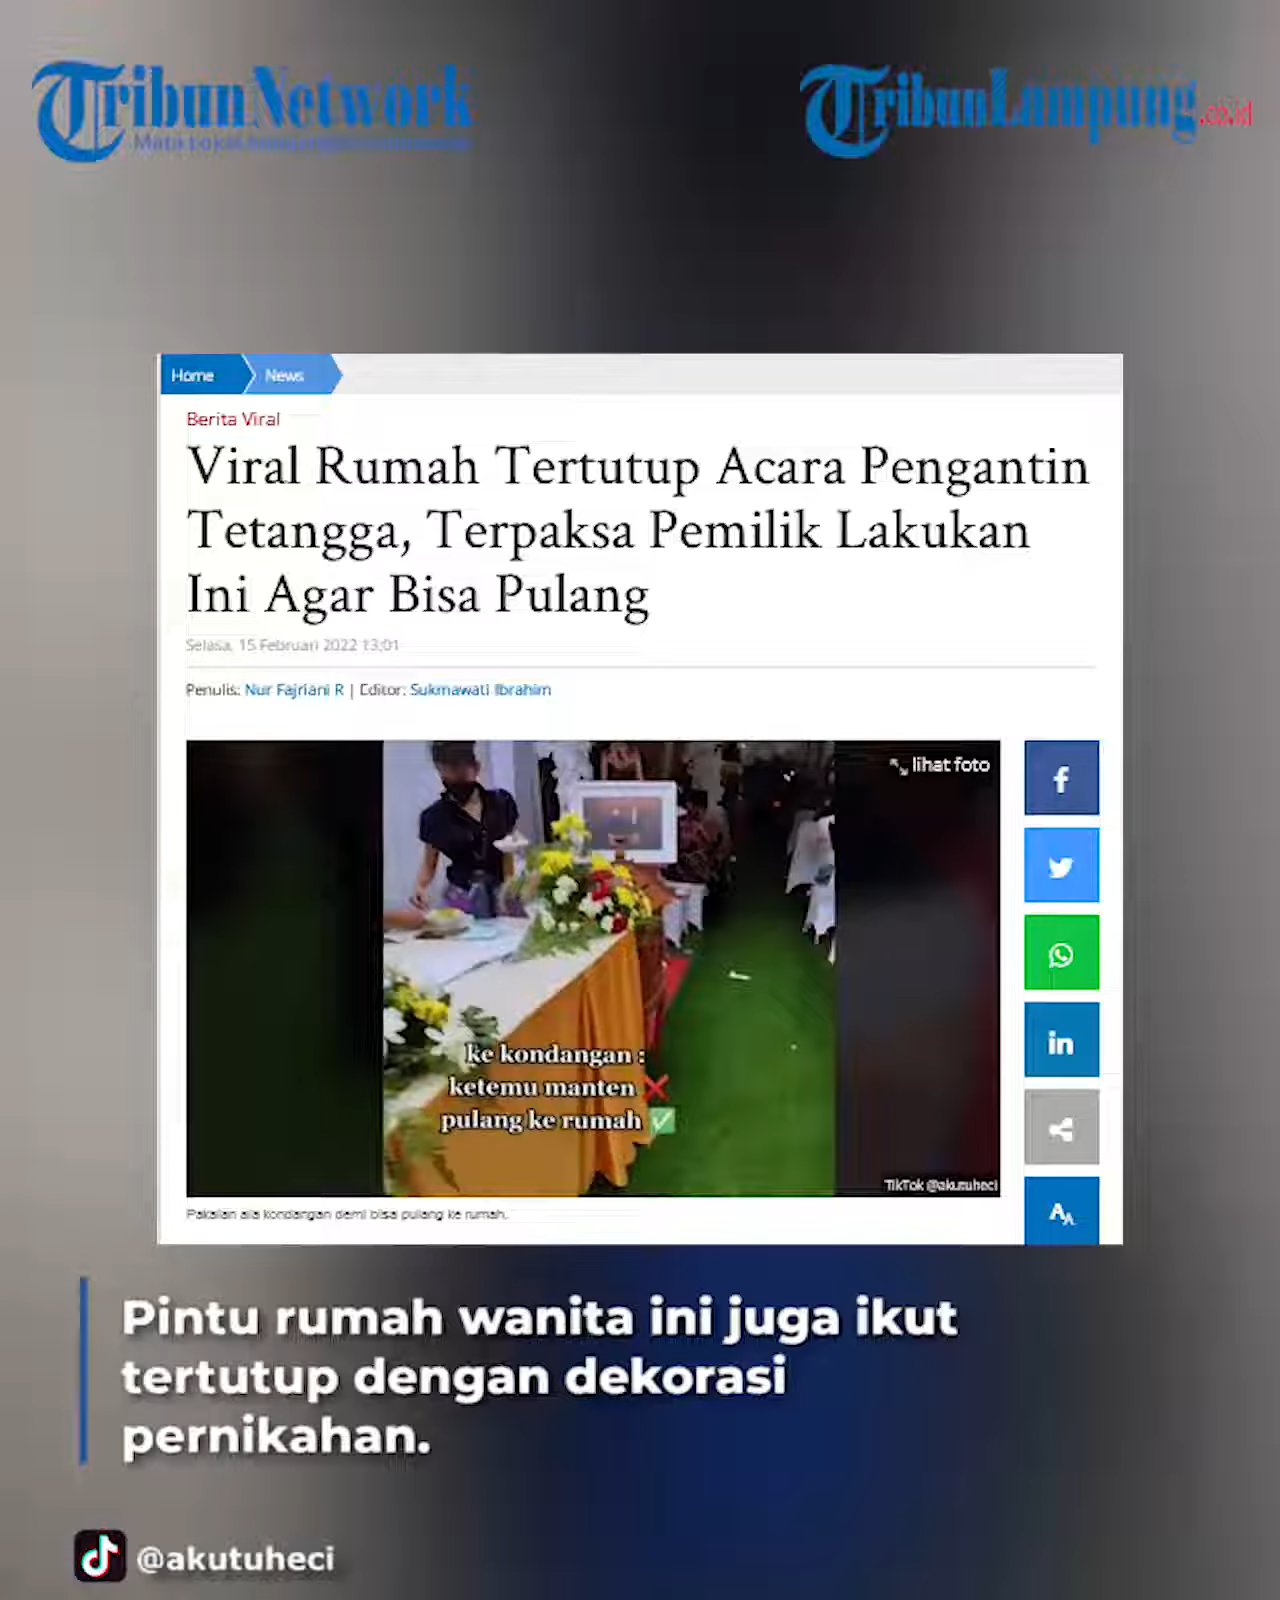 TribunNetwork
TribunLampung.co.id
Home News
Berita Viral
Viral Rumah Tertutup Acara Pengantin
Tetangga, Terpaksa Pemilik Lakukan
Ini Agar Bisa Pulang
Selasa, 15 Februari 2022 13:01
Penulis: Nur Fajriani R | Editor: Sukmawati Ibrahim
lihat foto
f
ke kondangan :
ketemu manten ❌
pulang ke rumah ✅
in
TikTok @akutuheci
Pakaian ala kondangan demi bisa pulang ke rumah.
AA
Pintu rumah wanita ini juga ikut
tertutup dengan dekorasi
pernikahan.
@akutuheci